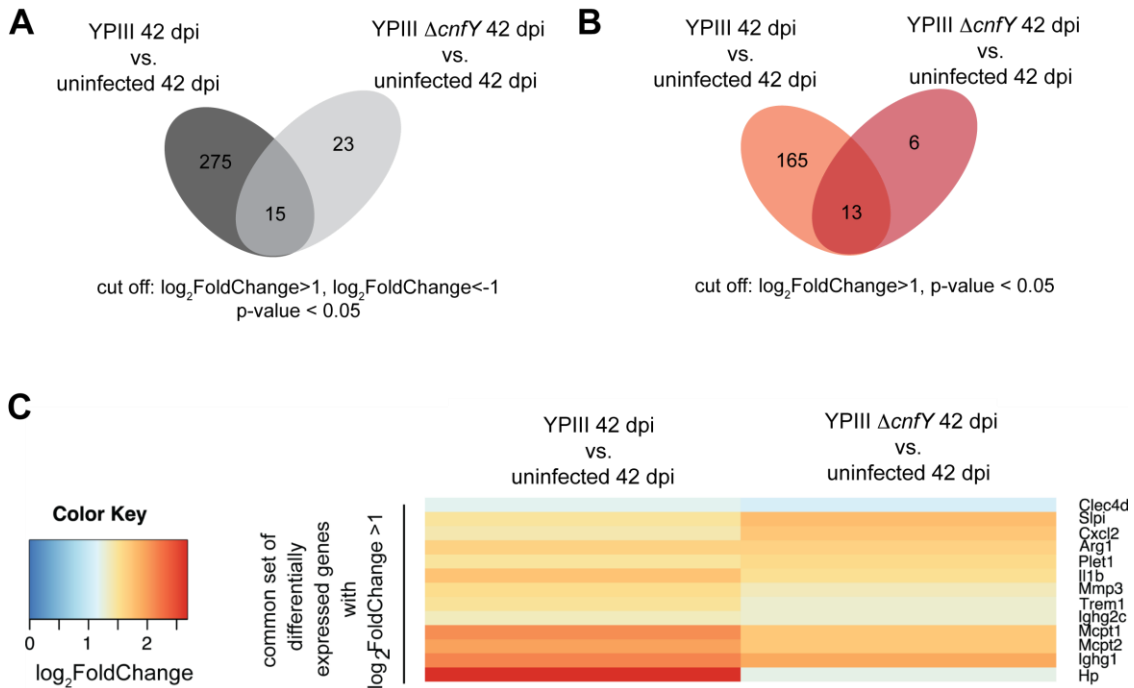 A
YPIII 42 dpi
vs.
uninfected 42 dpi
YPIII ΔcnfY 42 dpi
vs.
uninfected 42 dpi
275
23
15
cut off: log2FoldChange>1, log2FoldChange<-1
p-value < 0.05
B
YPIII 42 dpi
vs.
uninfected 42 dpi
YPIII ΔcnfY 42 dpi
vs.
uninfected 42 dpi
165
6
13
cut off: log2FoldChange>1, p-value < 0.05
C
YPIII 42 dpi
vs.
uninfected 42 dpi
YPIII ΔcnfY 42 dpi
vs.
uninfected 42 dpi
Color Key
0 1 2
log2FoldChange
common set of
differentially
expressed genes
with
log2FoldChange >1
Clec4d
Slpi
Cxcl2
Arg1
Plet1
Il1b
Mmp3
Trem1
Ighg2c
Mcpt1
Mcpt2
Ighg1
Hp